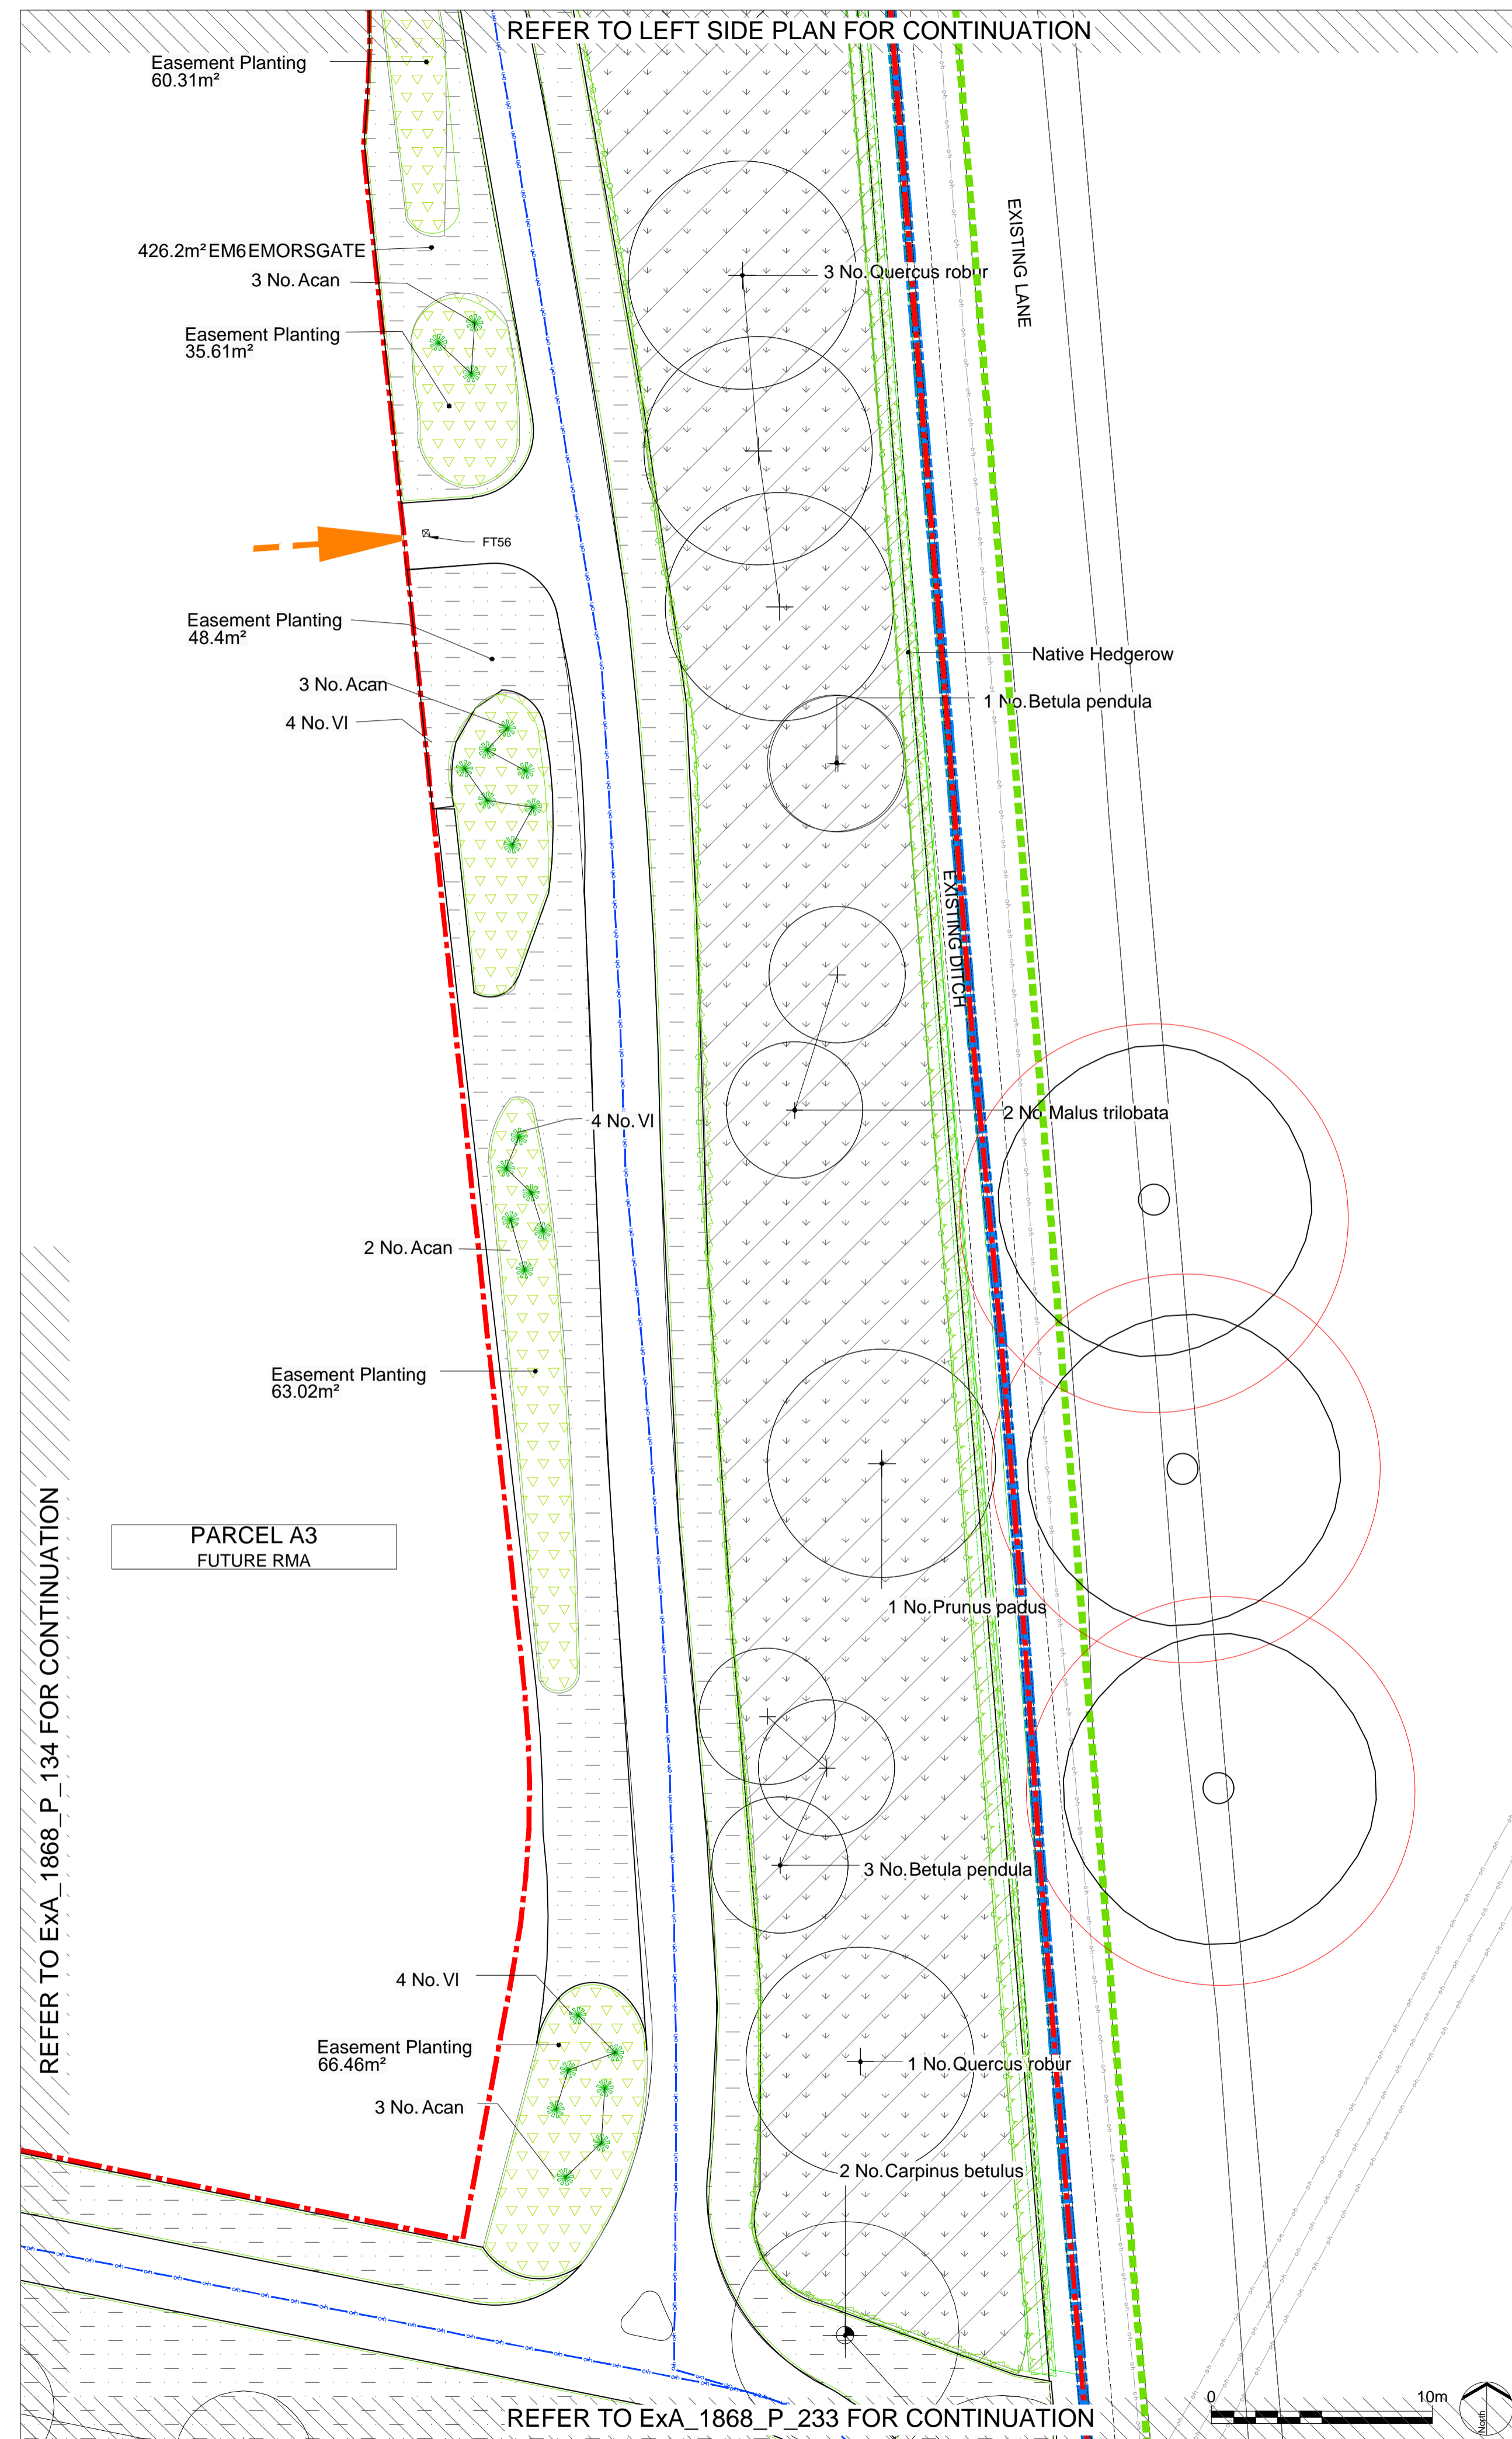 REFER TO LEFT SIDE PLAN FOR CONTINUATION
Easement Planting
60.31m²
EXISTING LANE
426.2m² EM6 EMORSGATE
3 No. Acan
3 No. Quercus robur
Easement Planting
35.61m²
FT56
Easement Planting
48.4m²
Native Hedgerow
3 No. Acan
1 No. Betula pendula
4 No. VI
EXISTING DITCH
2 No Malus trilobata
4 No. VI
2 No. Acan
Easement Planting
63.02m²
REFER TO ExA_1868_P_134 FOR CONTINUATION
PARCEL A3
FUTURE RMA
1 No. Prunus padus
3 No. Betula pendula
4 No. VI
Easement Planting
66.46m²
1 No. Quercus robur
3 No. Acan
2 No. Carpinus betulus
0 10m
North
REFER TO ExA_1868_P_233 FOR CONTINUATION